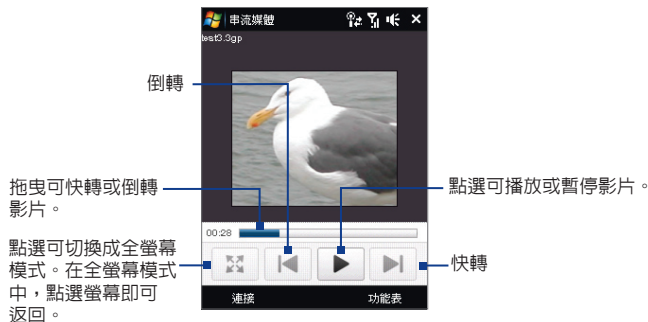 串流媒體
test3.3gp
倒轉
拖曳可快轉或倒轉
影片。
點選可播放或暫停影片。
00:28
點選可切換成全螢幕
模式。在全螢幕模式
中，點選螢幕即可
返回。
快轉
連接
功能表